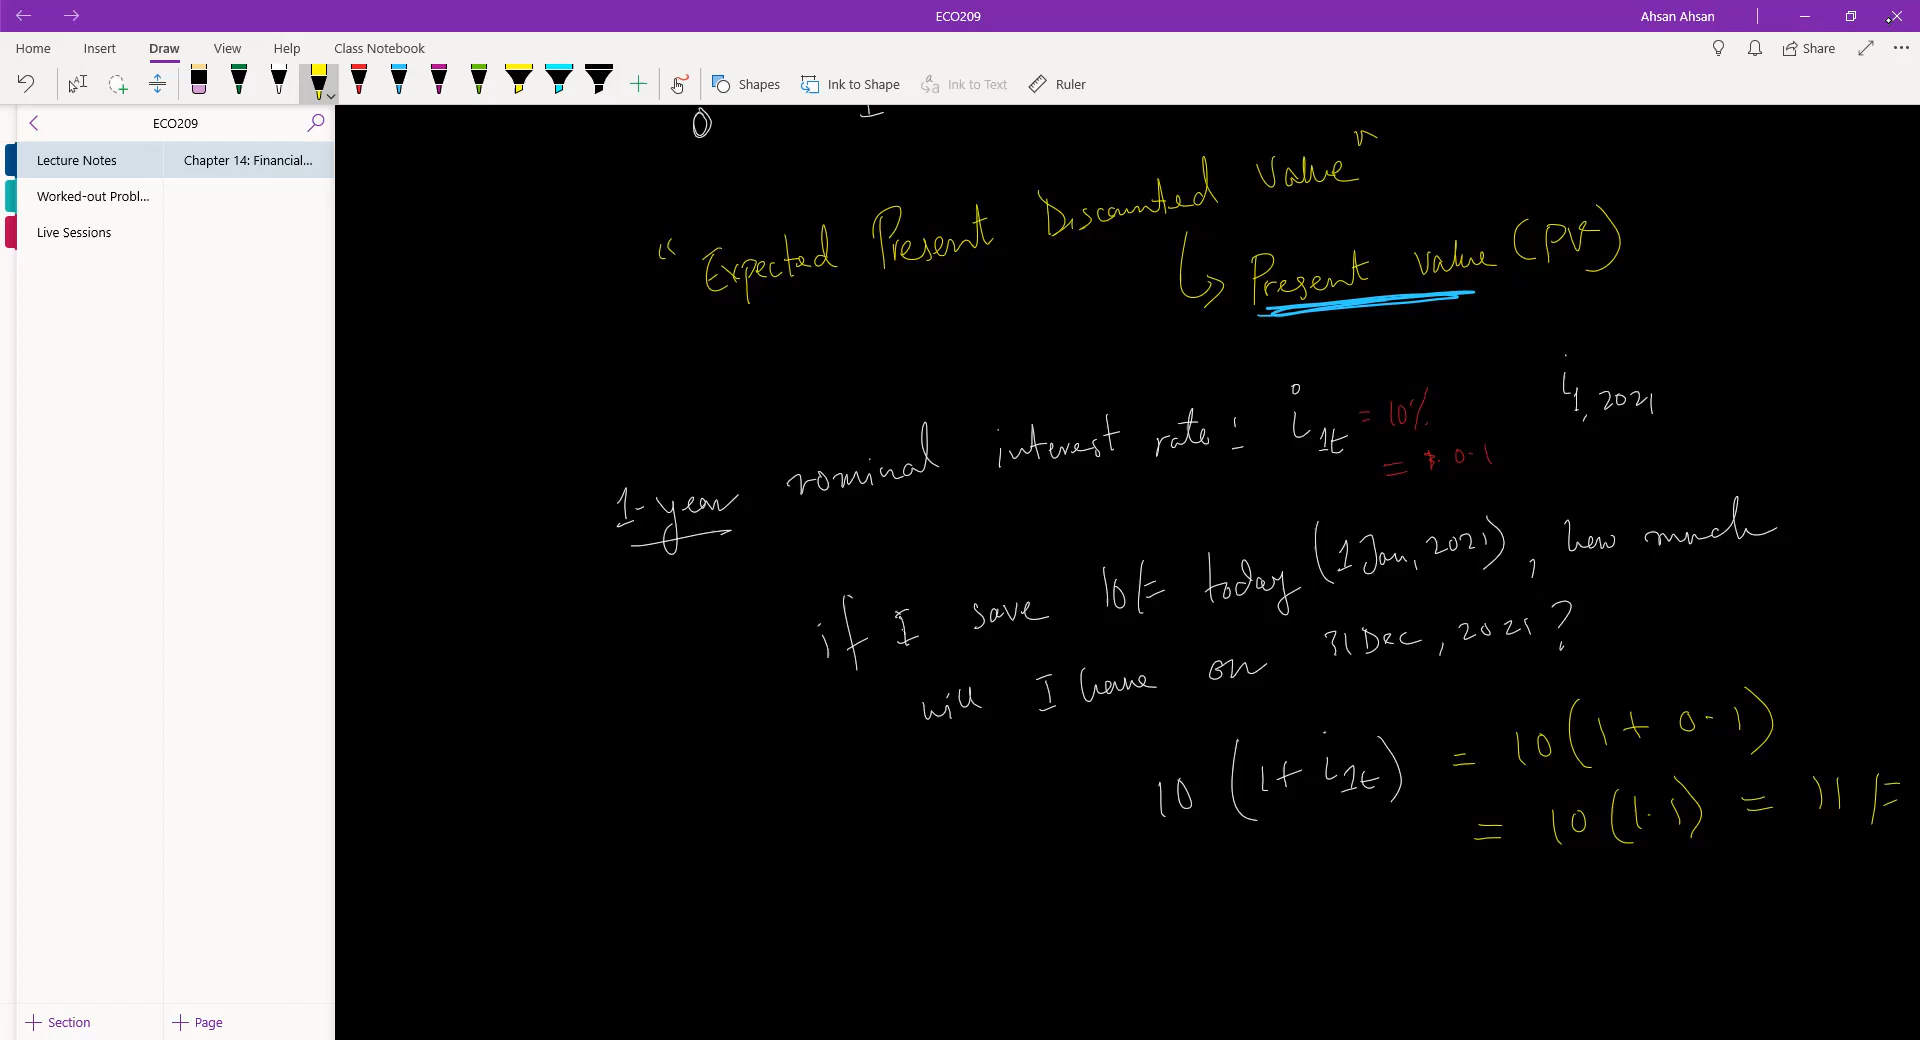 ECO209
Ahsan Ahsan
Home Insert Draw View Help Class Notebook
Share
Shapes Ink to Shape Ink to Text Ruler
ECO209
Lecture Notes
Chapter 14: Financial...
Worked-out Probl...
Live Sessions
0 1
"Expected Present Discounted Value"
↳ Present value (PV)
1-year nominal interest rate: i1t = 10%
= 0.1
i1, 2021
if I save 10/= today (1 Jan, 2021), how much
will I have on 31 Dec, 2021?
10 (1 + i1t) = 10 (1 + 0.1)
= 10 (1.1) = 11/=
+ Section
+ Page